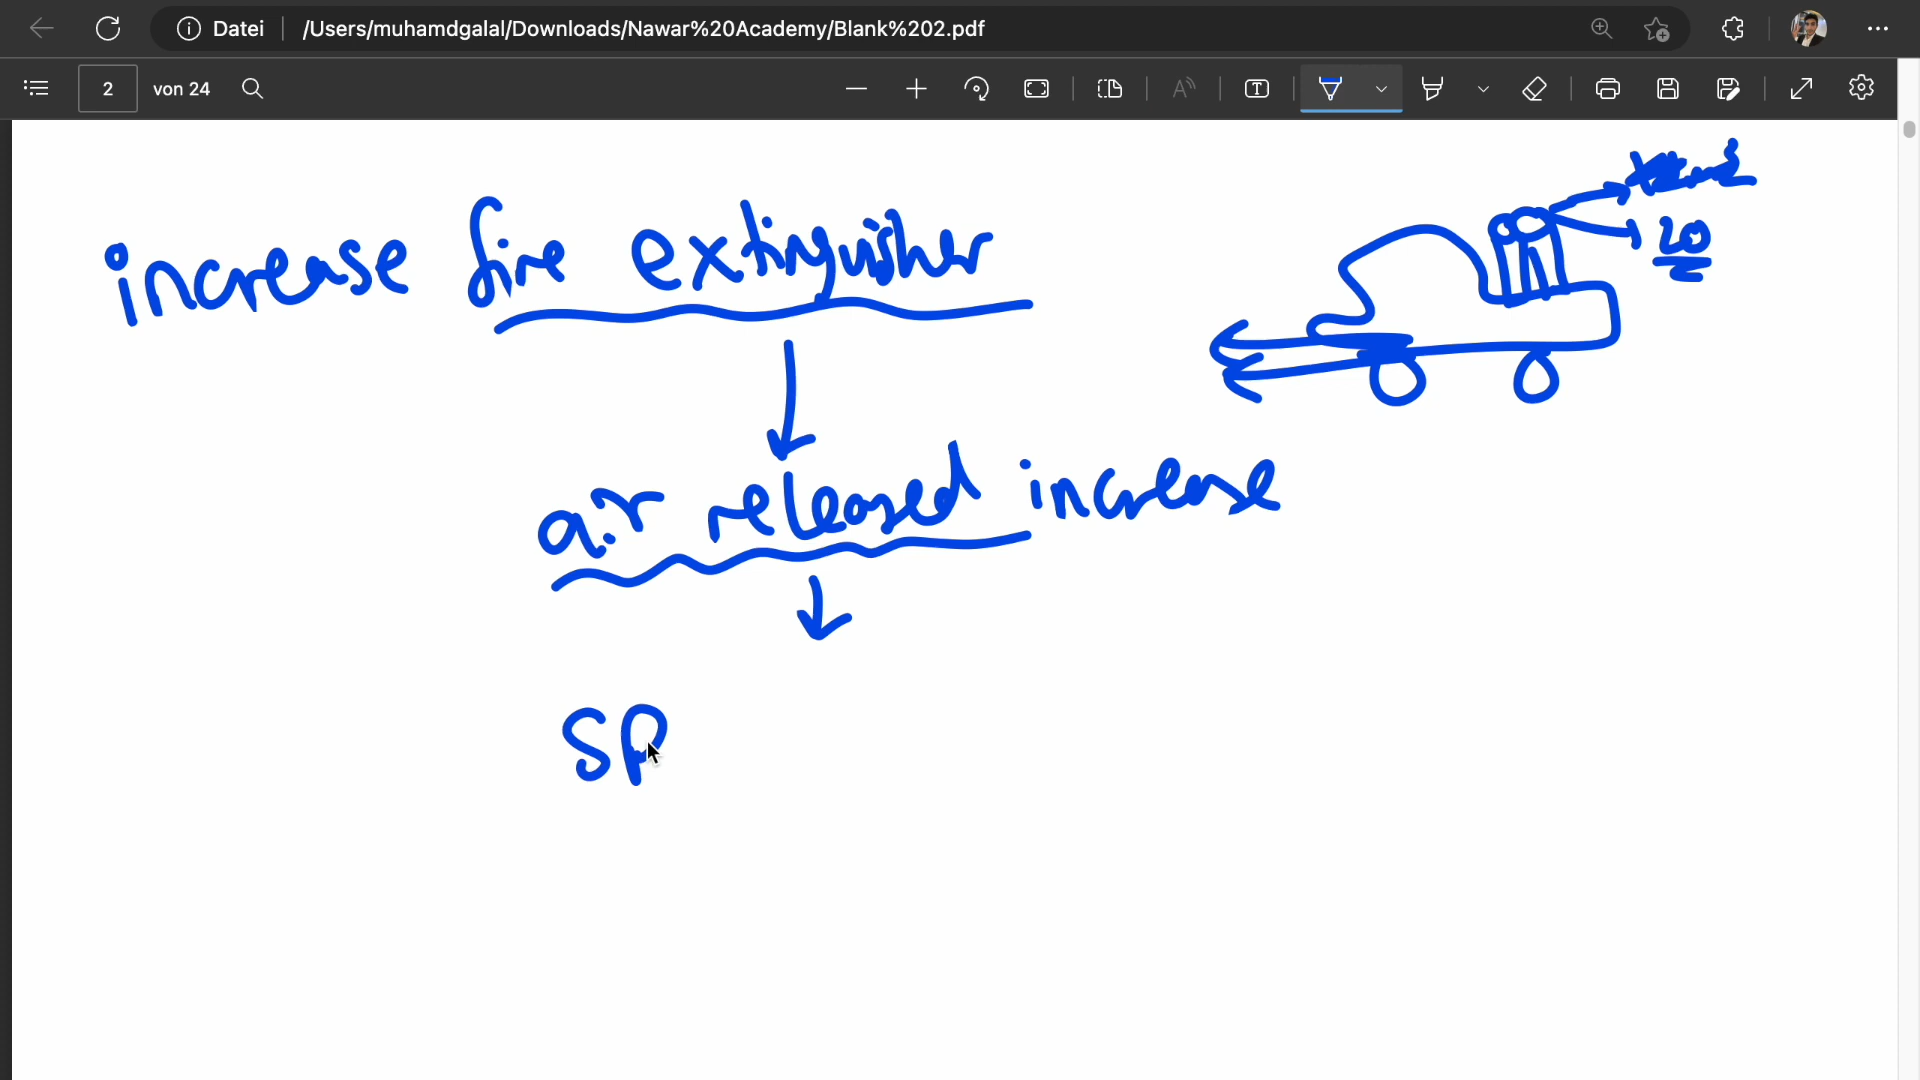 Datei /Users/muhamdgalal/Downloads/Nawar%20Academy/Blank%202.pdf
2 von 24
increase fire extinguisher
20
air released increase
SP